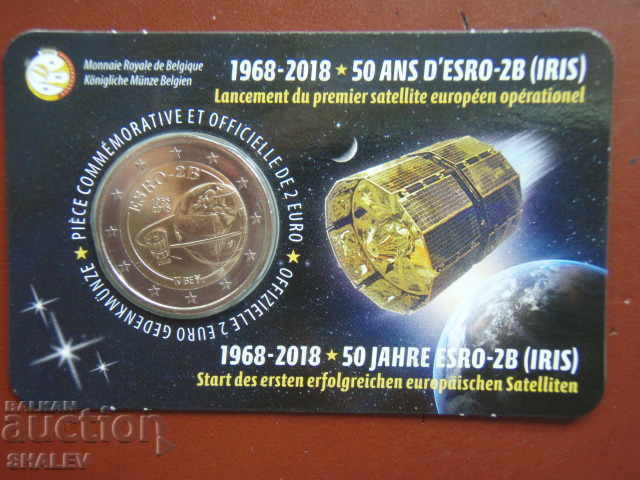 Monnaie Royale de Belgique
Königliche Münze Belgien
1968-2018 ★ 50 ANS D'ESRO-2B (IRIS)
Lancement du premier satellite européen opérationel
★ PIÈCE COMMÉMORATIVE ET OFFICIELLE DE 2 EURO ★
OFFIZIELLE 2 EURO GEDENKMÜNZE
ESRO-2B
1968-2018 ★ 50 JAHRE ESRO-2B (IRIS)
Start des ersten erfolgreichen europäischen Satelliten
BALKAN
auction
SHALEV